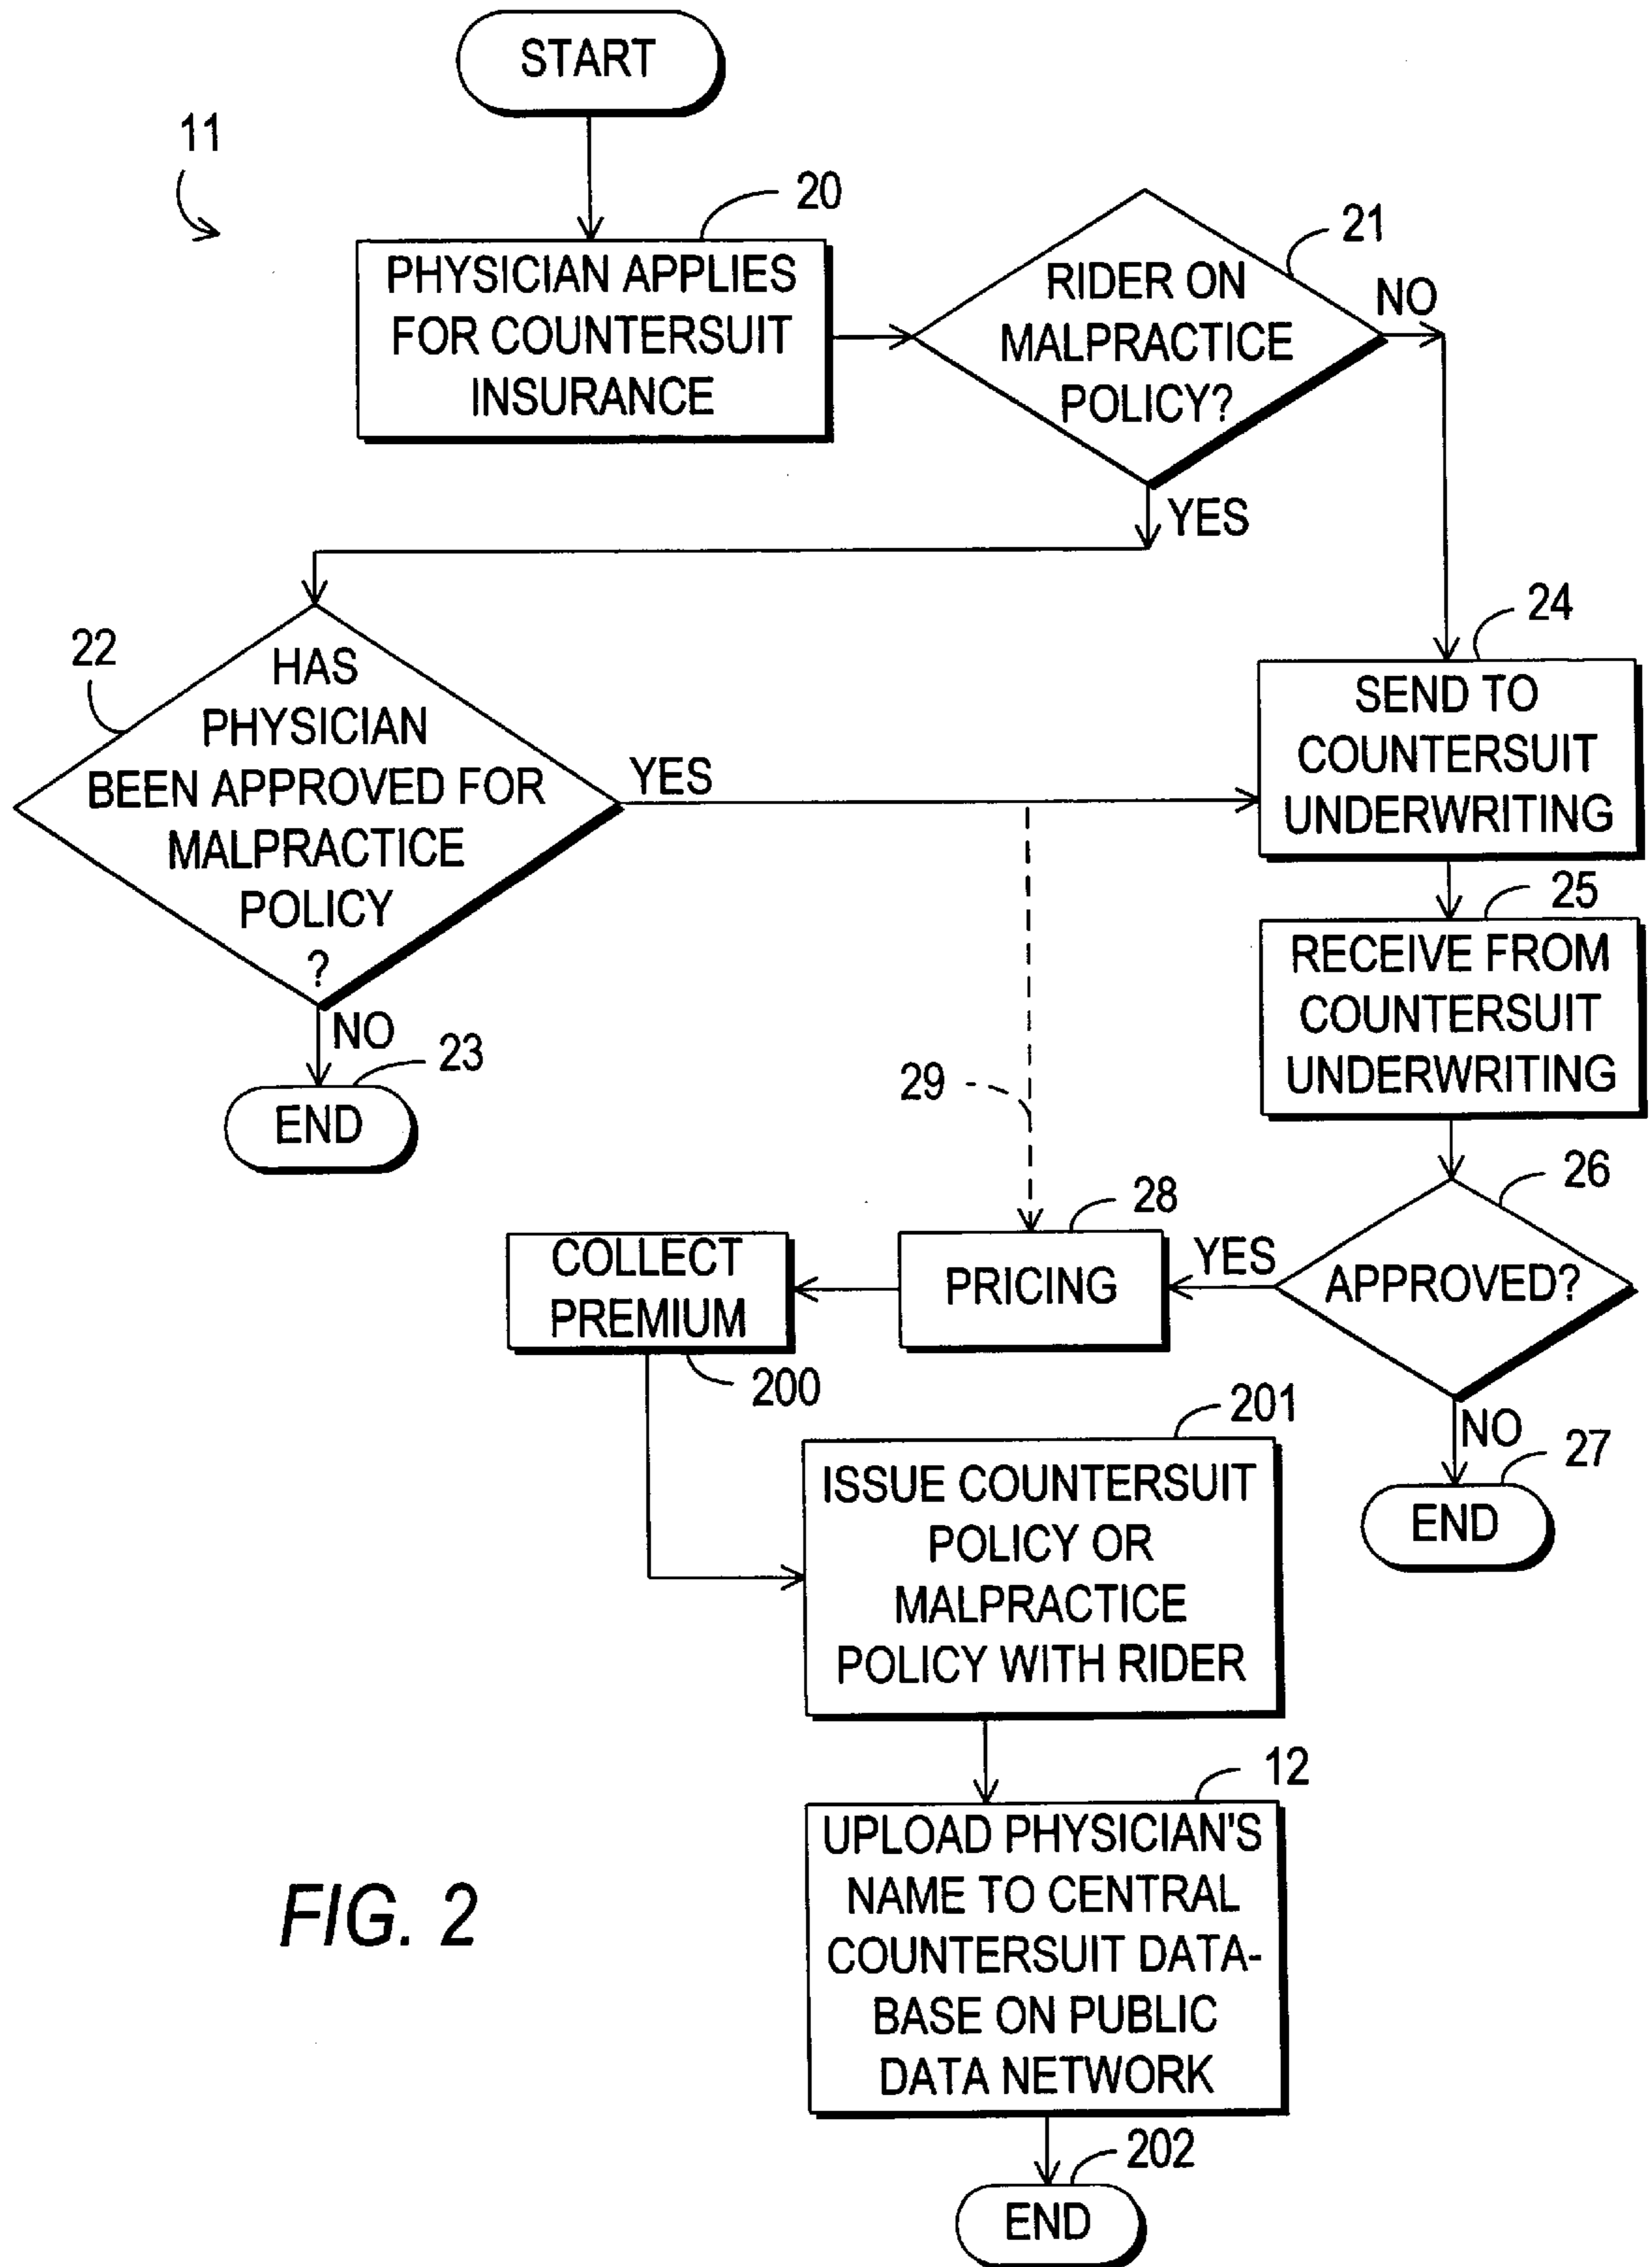 START
11
20
PHYSICIAN APPLIES
FOR COUNTERSUIT
INSURANCE
21
RIDER ON
MALPRACTICE
POLICY?
NO
YES
22
HAS
PHYSICIAN
BEEN APPROVED FOR
MALPRACTICE
POLICY
?
YES
NO
23
END
24
SEND TO
COUNTERSUIT
UNDERWRITING
25
RECEIVE FROM
COUNTERSUIT
UNDERWRITING
29
26
APPROVED?
YES
NO
27
END
28
PRICING
COLLECT
PREMIUM
200
201
ISSUE COUNTERSUIT
POLICY OR
MALPRACTICE
POLICY WITH RIDER
12
UPLOAD PHYSICIAN'S
NAME TO CENTRAL
COUNTERSUIT DATA-
BASE ON PUBLIC
DATA NETWORK
202
END
FIG. 2